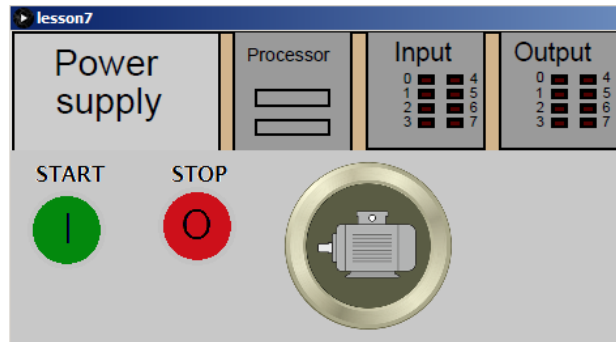 lesson7
Power
supply
Processor
Input
0 4
1 5
2 6
3 7
Output
0 4
1 5
2 6
3 7
START
I
STOP
O